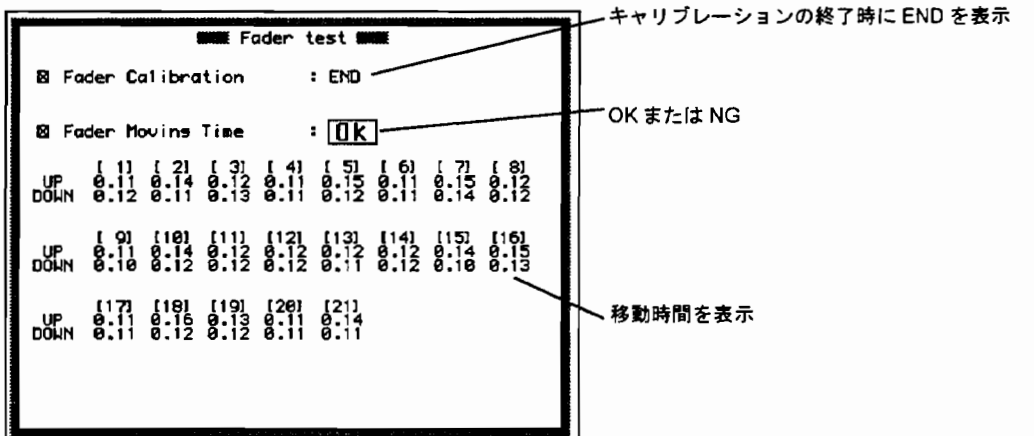 Fader test
キャリブレーションの終了時に END を表示
Fader Calibration : END
OK または NG
Fader Moving Time : Ok
[ 1] [ 2] [ 3] [ 4] [ 5] [ 6] [ 7] [ 8]
UP 0.11 0.14 0.12 0.11 0.15 0.11 0.15 0.12
DOWN 0.12 0.11 0.13 0.11 0.12 0.11 0.14 0.12
[ 9] [10] [11] [12] [13] [14] [15] [16]
UP 0.11 0.14 0.12 0.12 0.12 0.12 0.14 0.15
DOWN 0.10 0.12 0.12 0.12 0.11 0.12 0.10 0.13
移動時間を表示
[17] [18] [19] [20] [21]
UP 0.11 0.16 0.13 0.11 0.14
DOWN 0.11 0.12 0.12 0.11 0.11